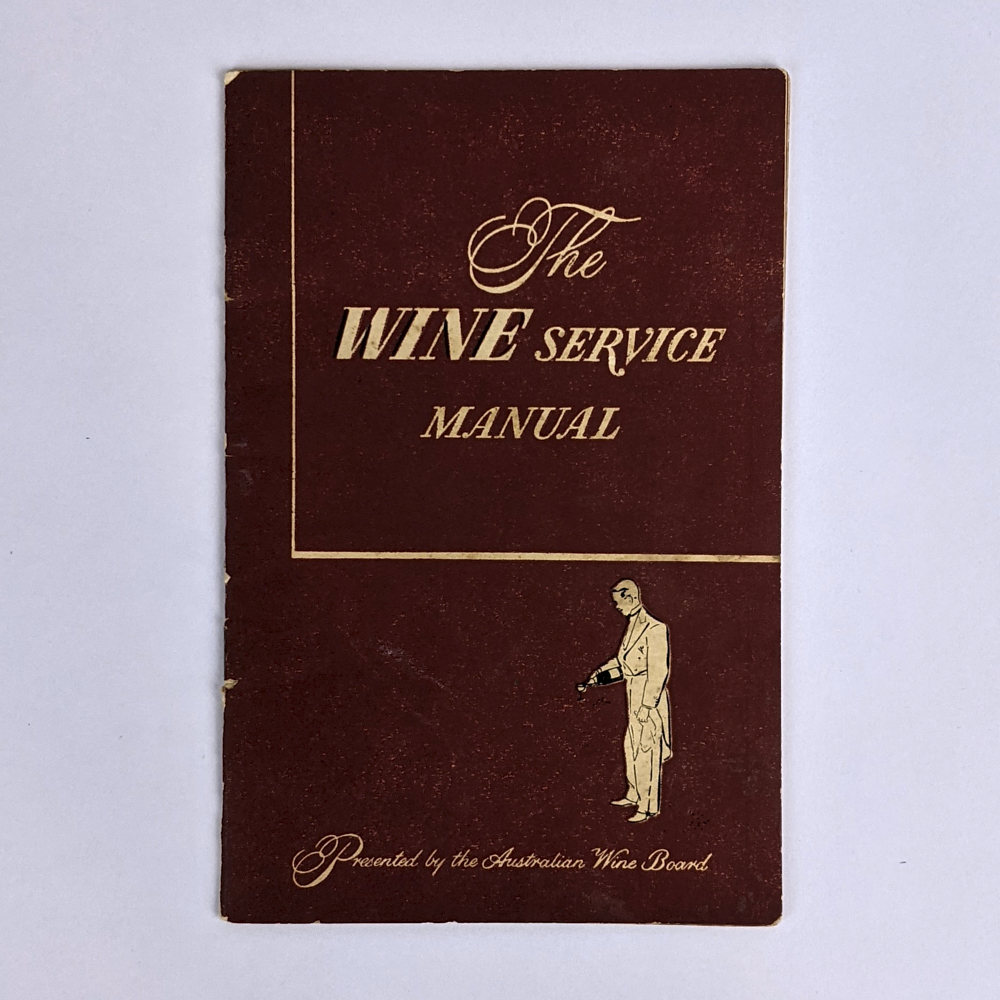 The
WINE SERVICE
MANUAL
Presented by the Australian Wine Board